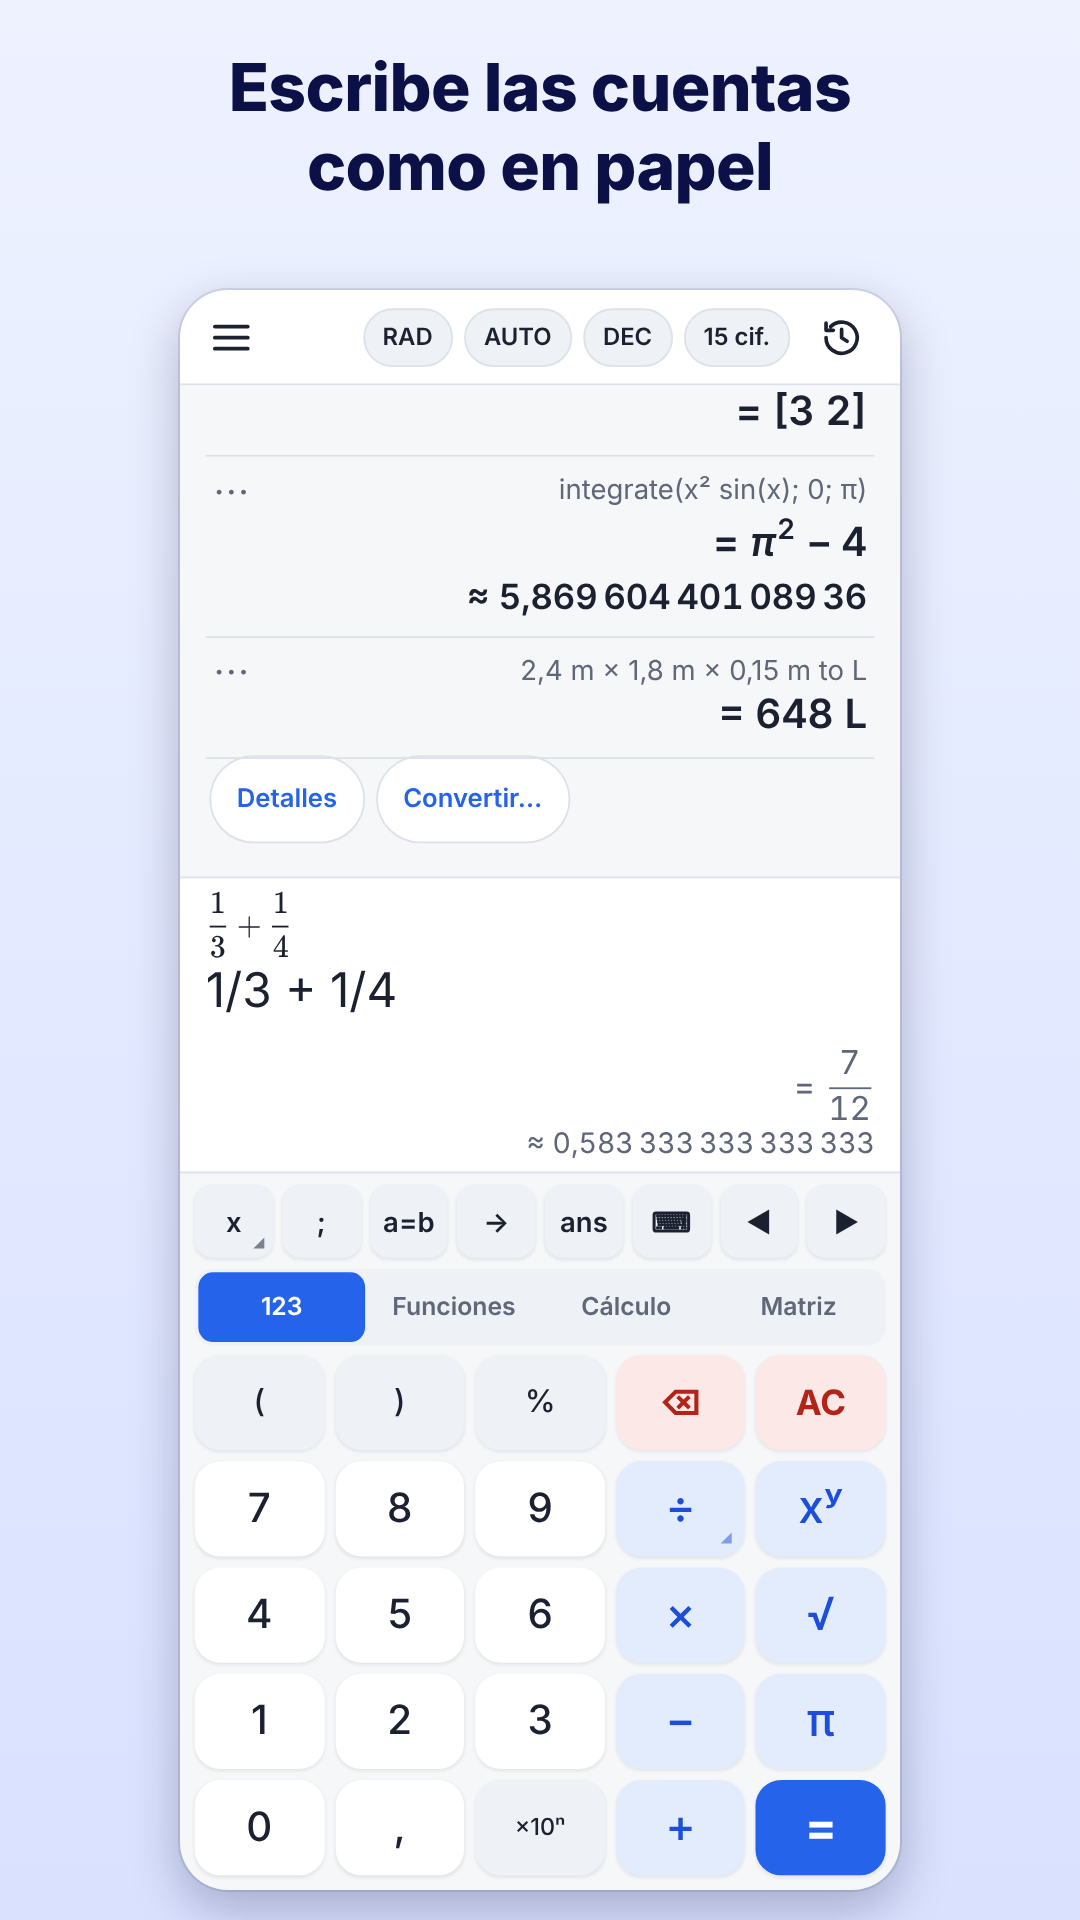 Escribe las cuentas
como en papel
RAD AUTO DEC 15 cif.
= [3 2]
... integrate(x² sin(x); 0; π)
= π² − 4
≈ 5,869 604 401 089 36
... 2,4 m × 1,8 m × 0,15 m to L
= 648 L
Detalles Convertir...
1/3 + 1/4
1/3 + 1/4
= 7/12
≈ 0,583 333 333 333 333
x ; a=b → ans ⌨ ◀ ▶
123 Funciones Cálculo Matriz
( ) % ⌫ AC
7 8 9 ÷ xʸ
4 5 6 × √
1 2 3 − π
0 , ×10ⁿ + =